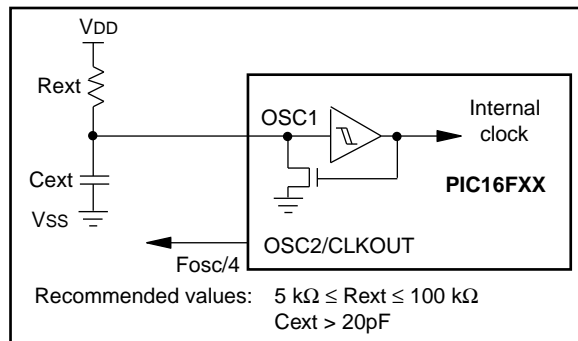 VDD
Rext
OSC1
Internal
clock
PIC16FXX
Cext
VSS
OSC2/CLKOUT
Fosc/4
Recommended values: 5 kΩ ≤ Rext ≤ 100 kΩ
Cext > 20pF